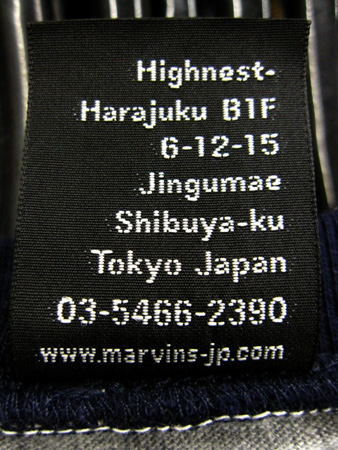 Highnest-
Harajuku B1F
6-12-15
Jingumae
Shibuya-ku
Tokyo Japan
03-5466-2390
www.marvins-jp.com